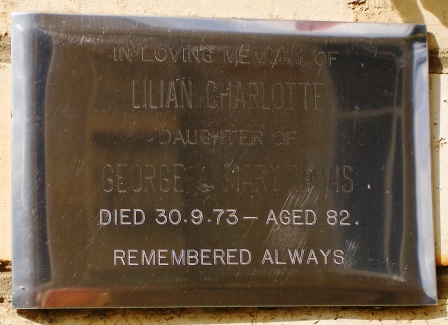 IN LOVING MEMORY OF
LILIAN CHARLOTTE
DAUGHTER OF
GEORGE & MARY DAVIS
DIED 30.9.73 – AGED 82.
REMEMBERED ALWAYS